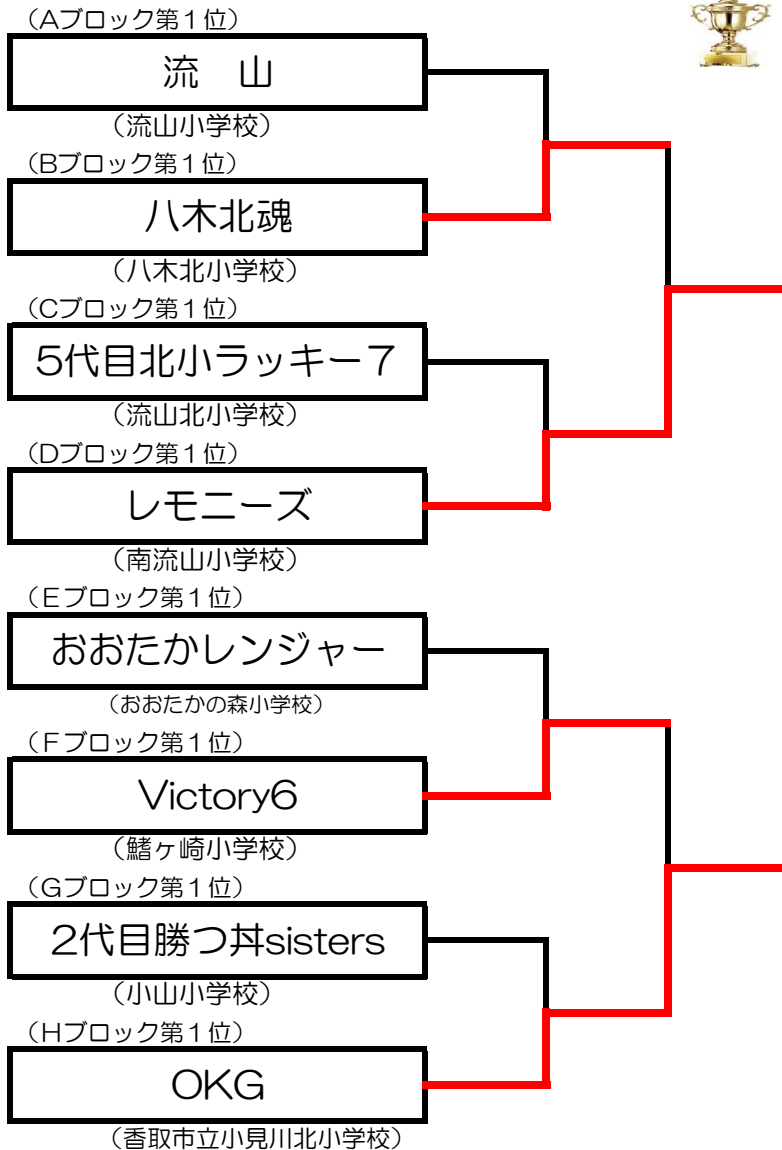 （Aブロック第１位）
流　山
（流山小学校）
（Bブロック第１位）
八木北魂
（八木北小学校）
（Cブロック第１位）
5代目北小ラッキー７
（流山北小学校）
（Dブロック第１位）
レモニーズ
（南流山小学校）
（Eブロック第１位）
おおたかレンジャー
（おおたかの森小学校）
（Fブロック第１位）
Victory6
（鰭ヶ崎小学校）
（Gブロック第１位）
2代目勝つ丼sisters
（小山小学校）
（Hブロック第１位）
OKG
（香取市立小見川北小学校）